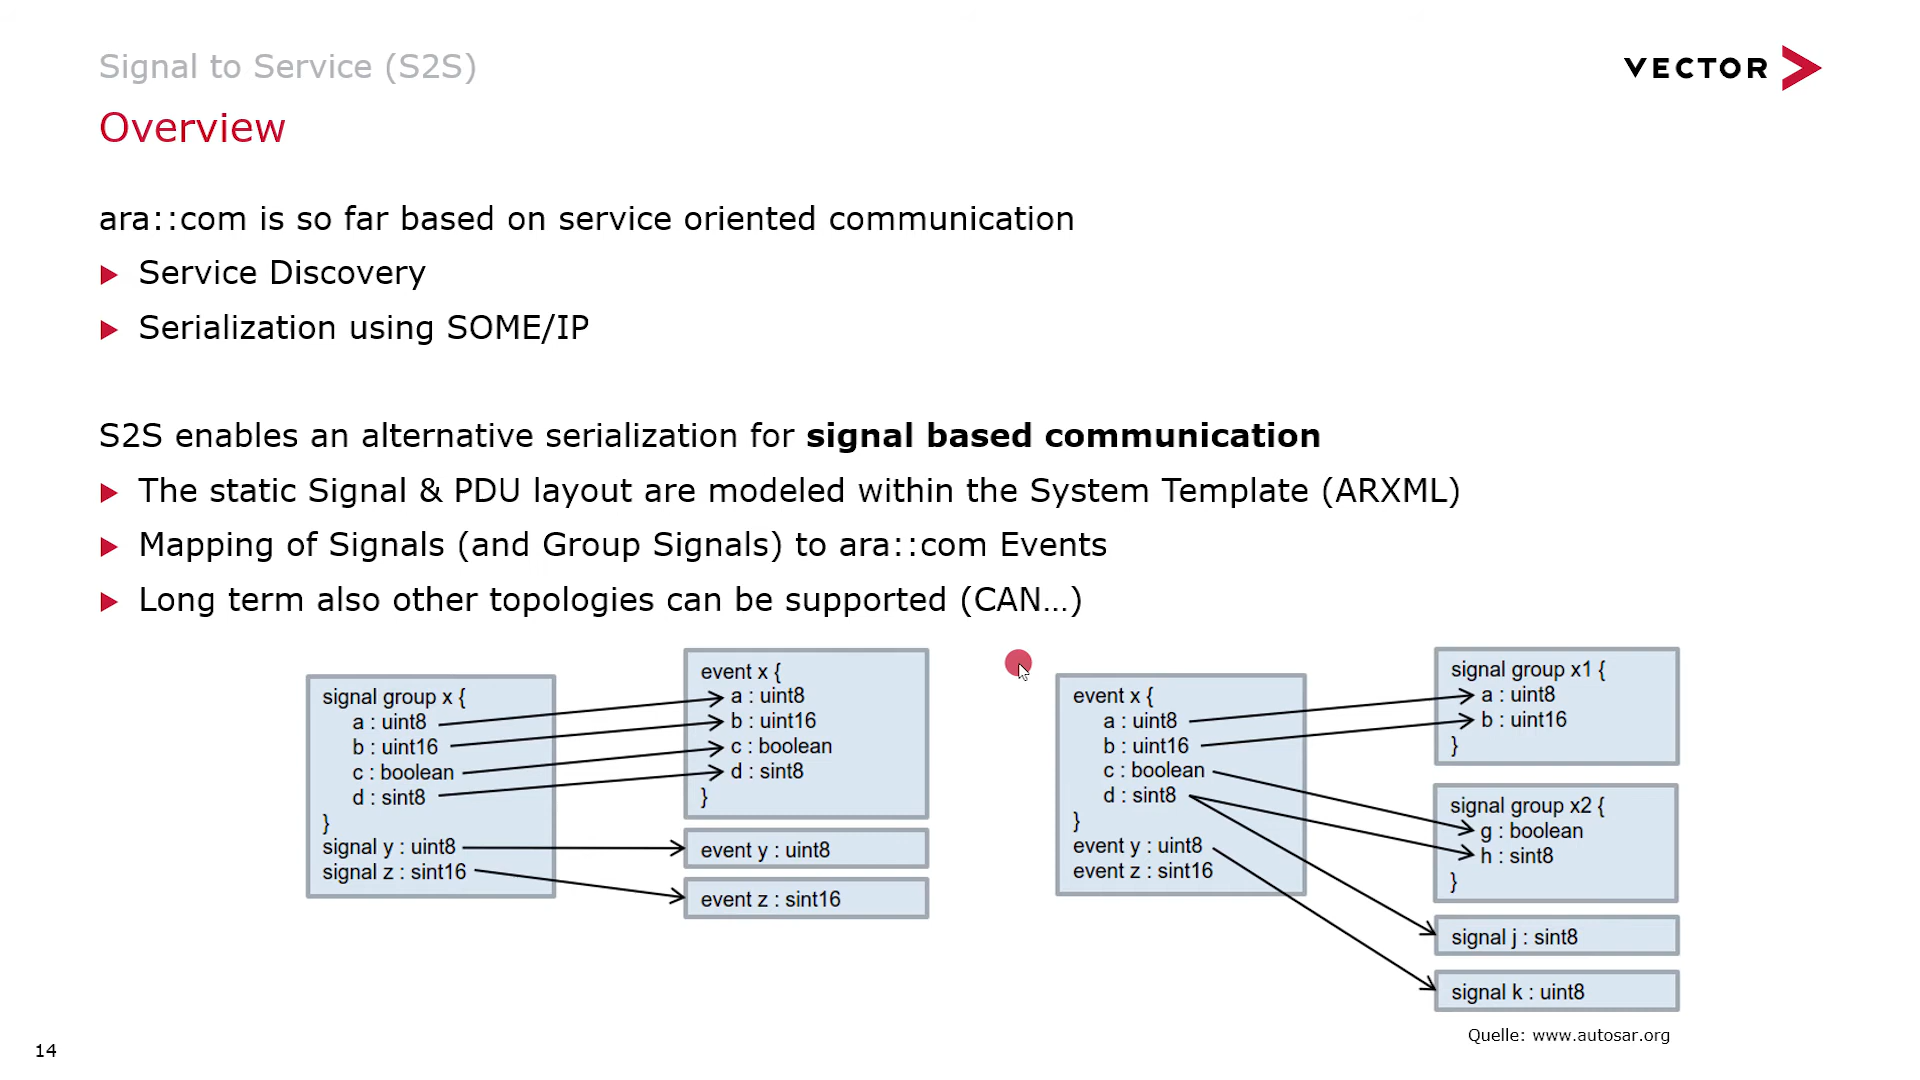 Signal to Service (S2S)
VECTOR
Overview
ara::com is so far based on service oriented communication
Service Discovery
Serialization using SOME/IP
S2S enables an alternative serialization for signal based communication
The static Signal & PDU layout are modeled within the System Template (ARXML)
Mapping of Signals (and Group Signals) to ara::com Events
Long term also other topologies can be supported (CAN...)
signal group x {
a : uint8
b : uint16
c : boolean
d : sint8
}
signal y : uint8
signal z : sint16
event x {
a : uint8
b : uint16
c : boolean
d : sint8
}
event y : uint8
event z : sint16
event x {
a : uint8
b : uint16
c : boolean
d : sint8
}
event y : uint8
event z : sint16
signal group x1 {
a : uint8
b : uint16
}
signal group x2 {
g : boolean
h : sint8
}
signal j : sint8
signal k : uint8
Quelle: www.autosar.org
14